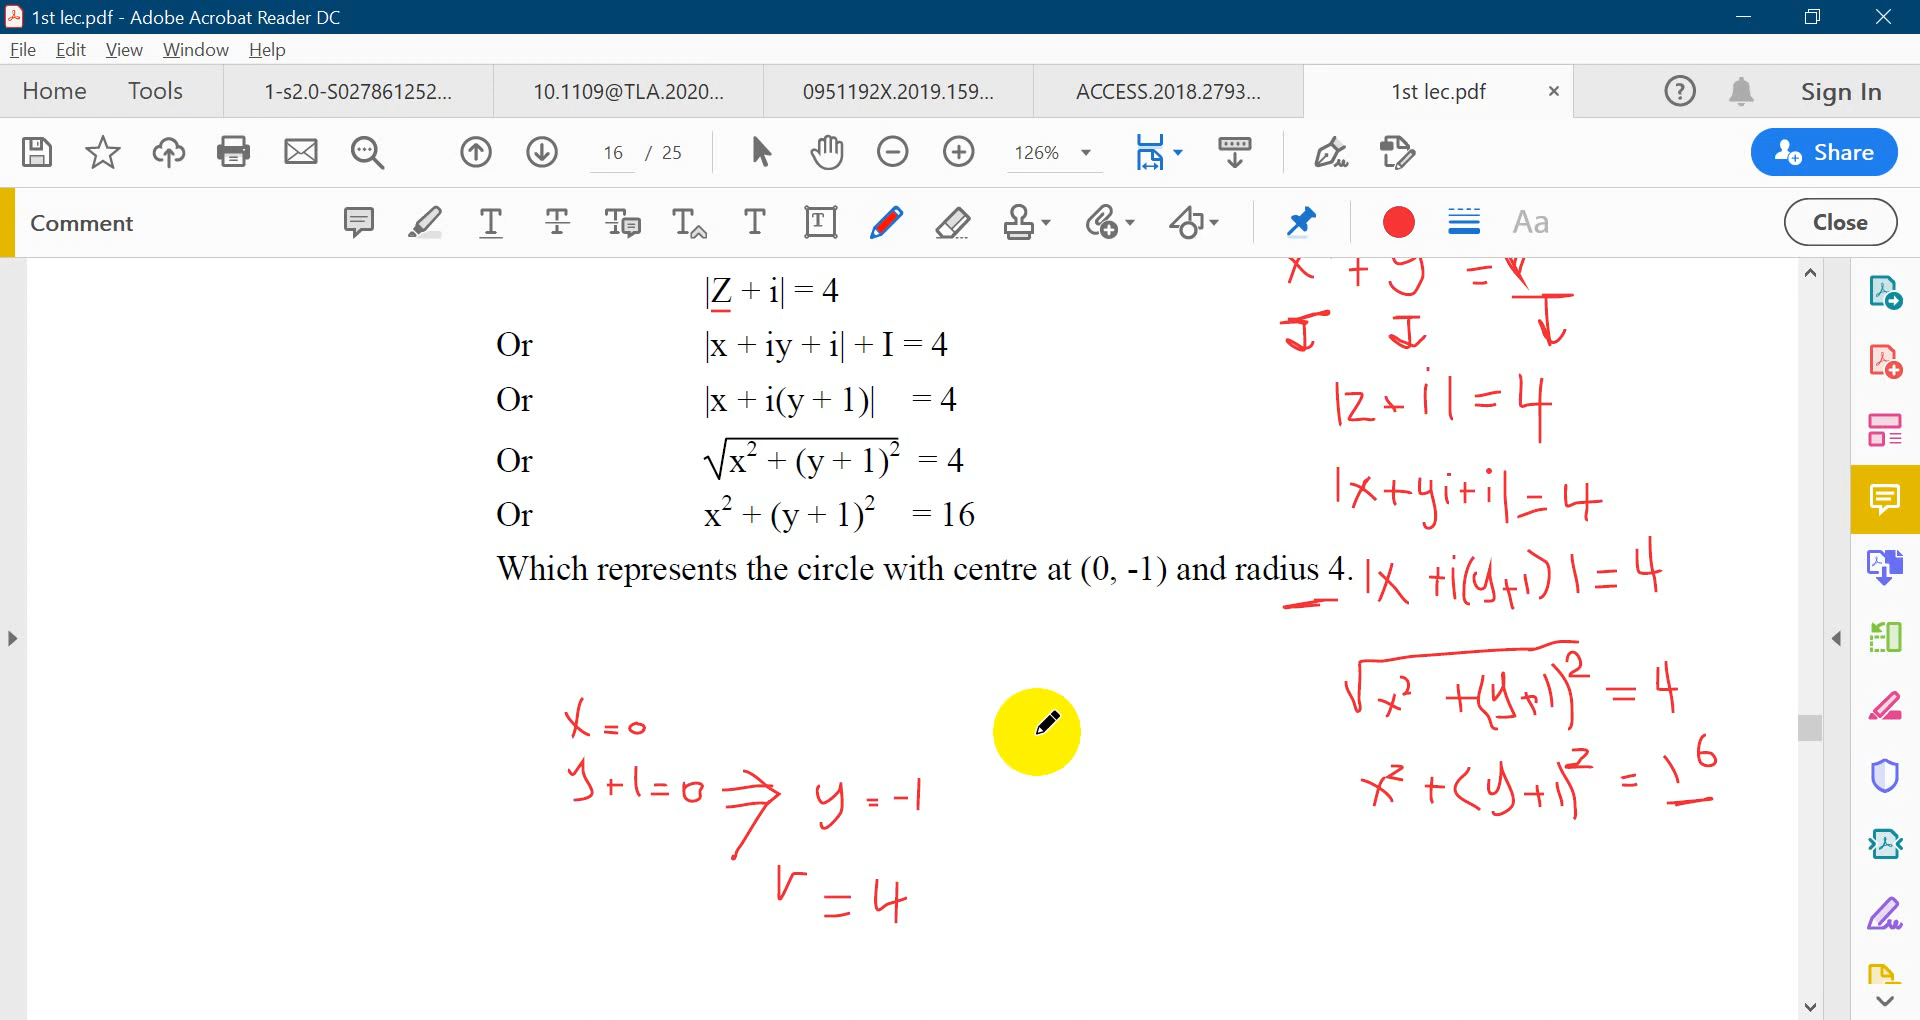 1st lec.pdf - Adobe Acrobat Reader DC
File Edit View Window Help
Home Tools 1-s2.0-S027861252... 10.1109@TLA.2020... 0951192X.2019.159... ACCESS.2018.2793... 1st lec.pdf × Sign In
16 / 25 126% Share
Comment Aa Close
|Z + i| = 4
Or |x + iy + i| + I = 4
Or |x + i(y + 1)| = 4
Or √x² + (y + 1)² = 4
Or x² + (y + 1)² = 16
Which represents the circle with centre at (0, -1) and radius 4.
x + y =
|z + i| = 4
|x+yi+i| = 4
|x +i(y+1)| = 4
√x² +(y+1)² = 4
x² +(y+1)² = 16
x = 0
y+1=0 ⇒ y = -1
r = 4